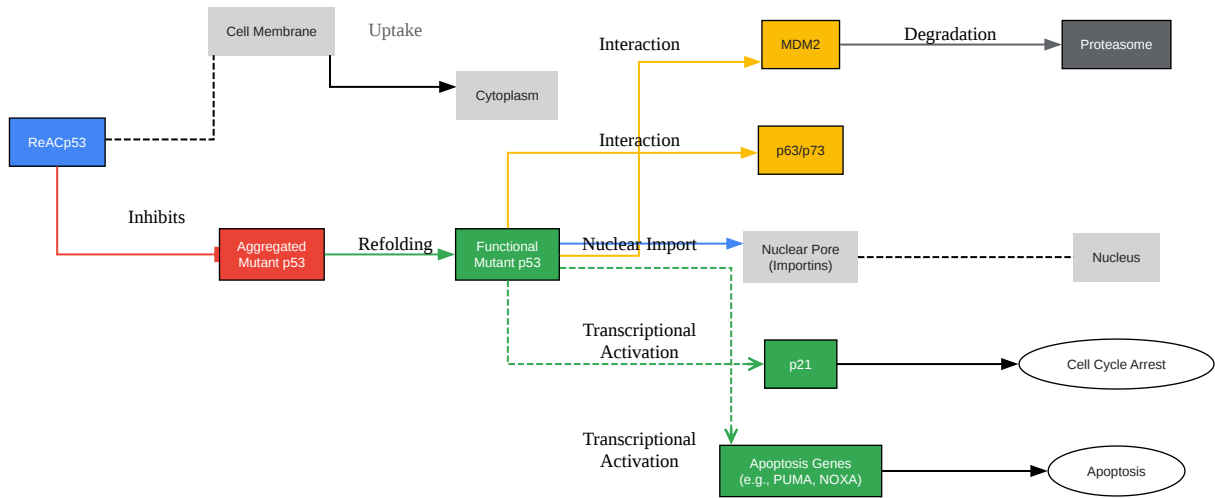 Cell Membrane
Uptake
Interaction
MDM2
Degradation
Proteasome
Cytoplasm
ReACp53
Interaction
p63/p73
Inhibits
Aggregated
Mutant p53
Refolding
Functional
Mutant p53
Nuclear Import
Nuclear Pore
(Importins)
Nucleus
Transcriptional
Activation
p21
Cell Cycle Arrest
Transcriptional
Activation
Apoptosis Genes
(e.g., PUMA, NOXA)
Apoptosis